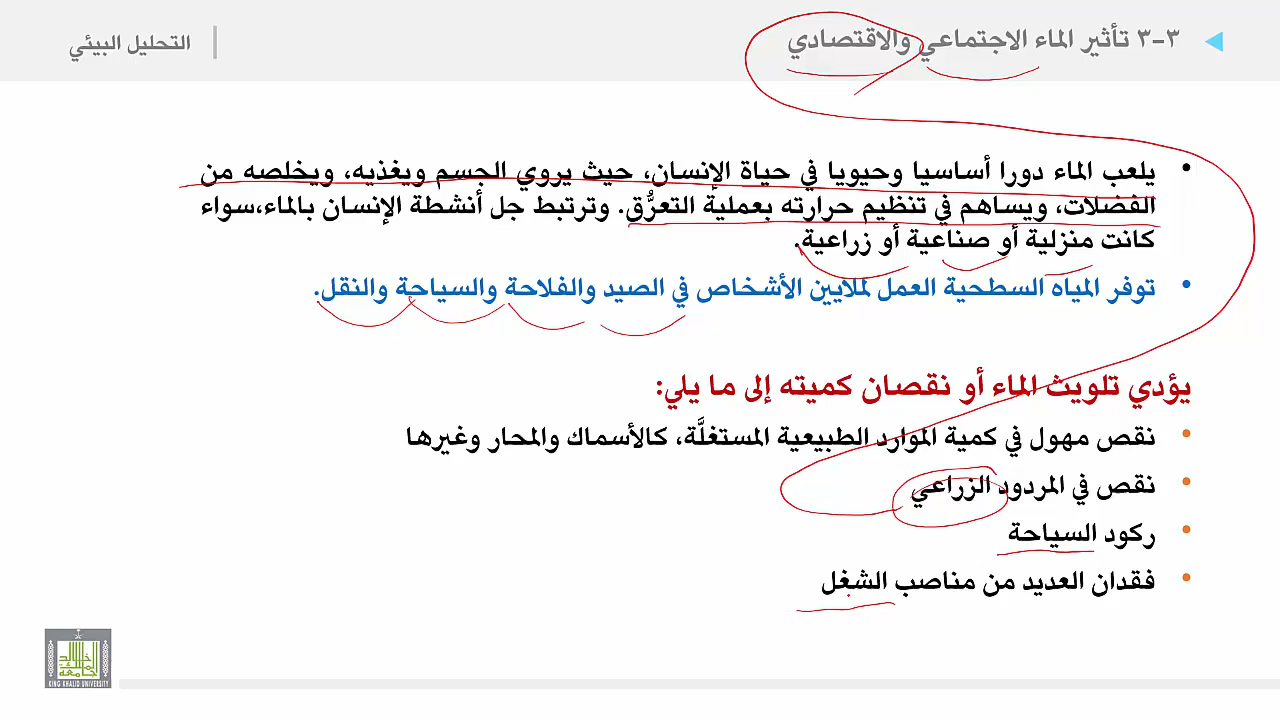 ٣-٣ تأثير الماء الاجتماعي والاقتصادي
التحليل البيئي
يلعب الماء دورا أساسيا وحيويا في حياة الإنسان، حيث يروي الجسم ويغذيه، ويخلصه من
الفضلات، ويساهم في تنظيم حرارته بعملية التعرُّق. وترتبط جل أنشطة الإنسان بالماء،سواء
كانت منزلية أو صناعية أو زراعية.
توفر المياه السطحية العمل لملايين الأشخاص في الصيد والفلاحة والسياحة والنقل.
يؤدي تلويث الماء أو نقصان كميته إلى ما يلي:
نقص مهول في كمية الموارد الطبيعية المستغلَّة، كالأسماك والمحار وغيرها
نقص في المردود الزراعي
ركود السياحة
فقدان العديد من مناصب الشغل
KING KHALID UNIVERSITY